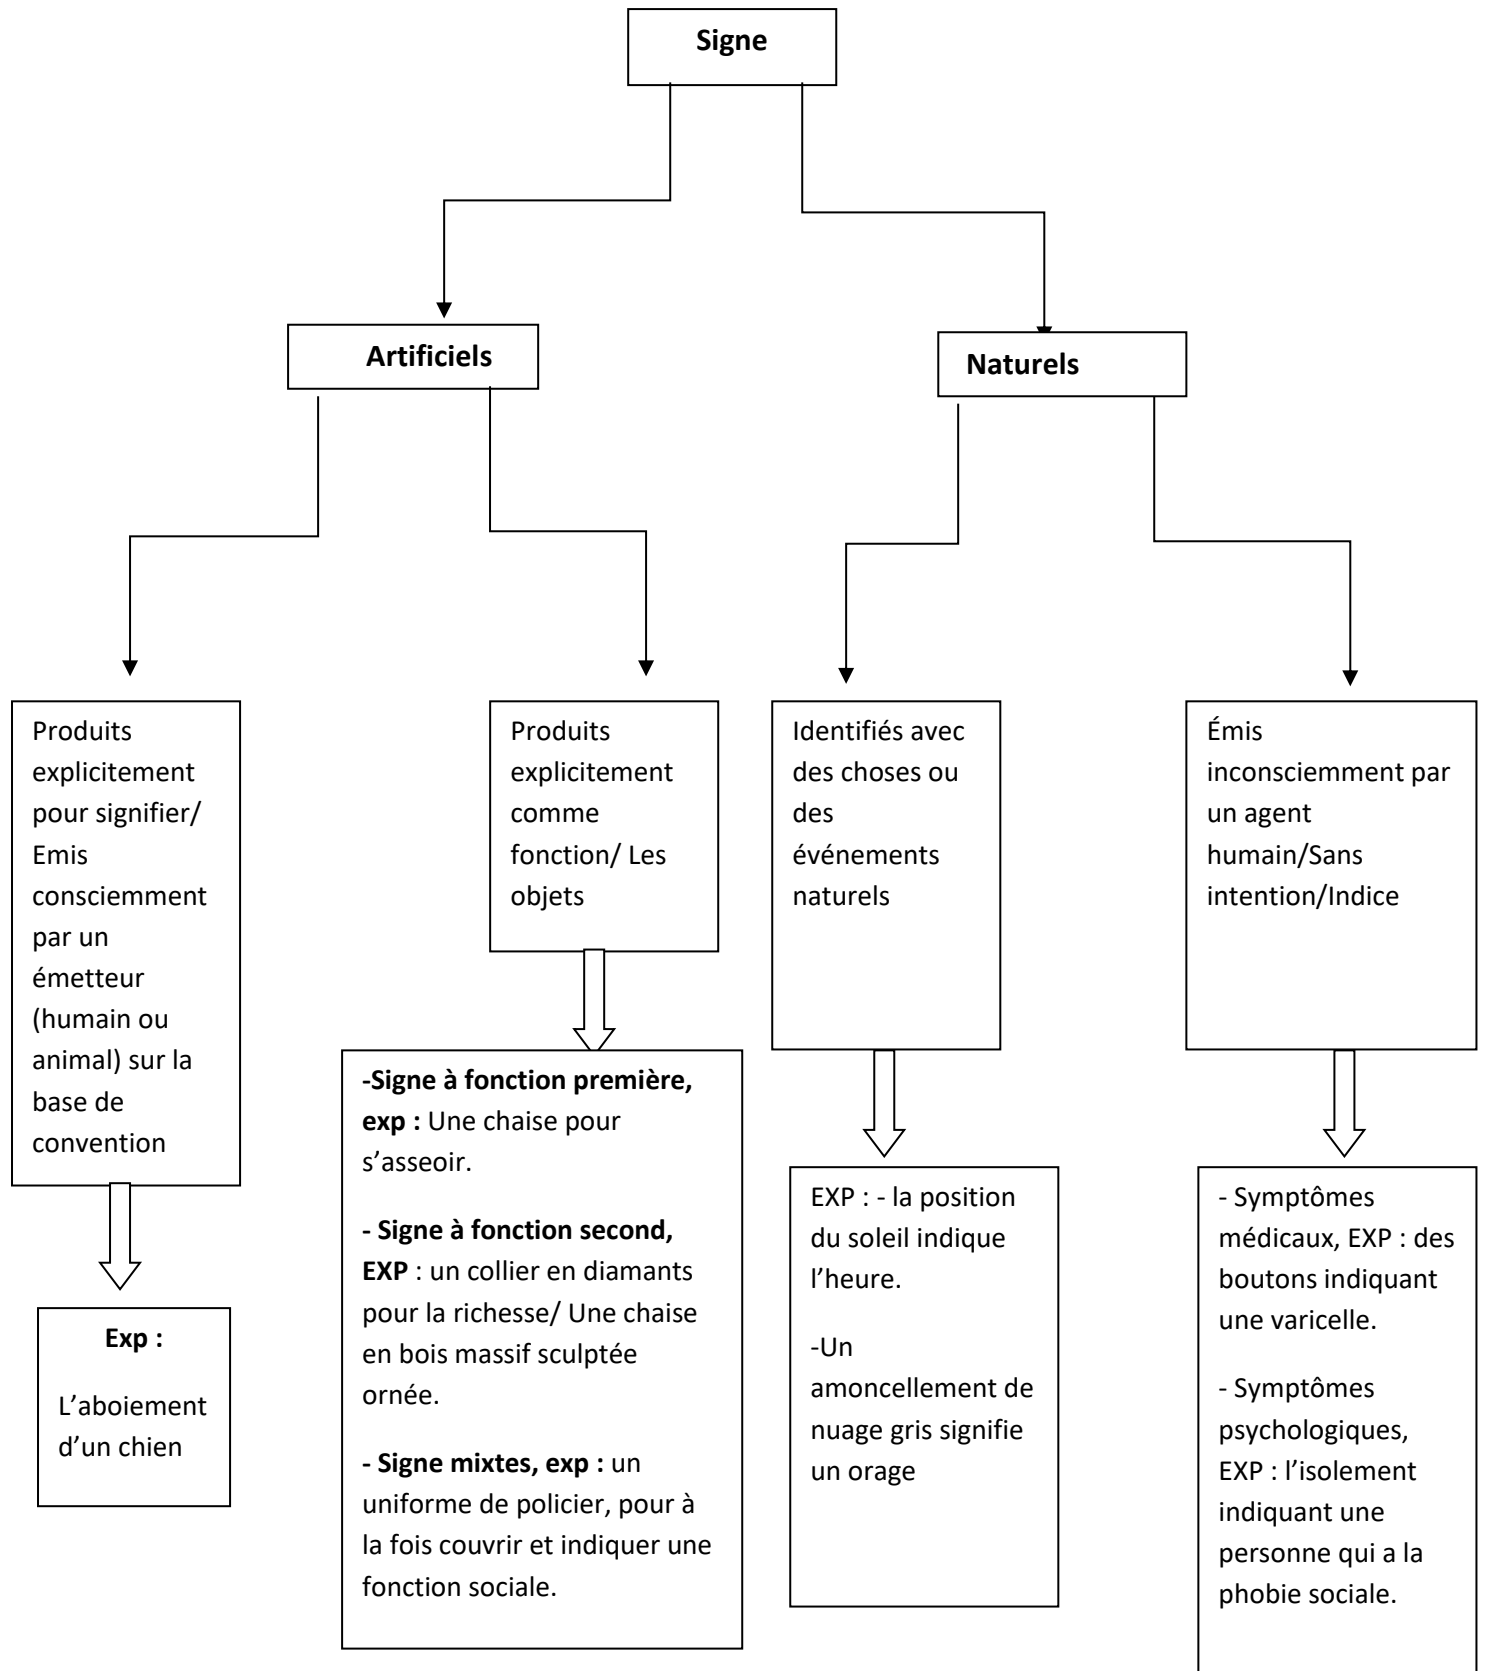 Signe
Artificiels
Naturels
Produits
explicitement
pour signifier/
Emis
consciemment
par un
émetteur
(humain ou
animal) sur la
base de
convention
Produits
explicitement
comme
fonction/ Les
objets
Identifiés avec
des choses ou
des
événements
naturels
Émis
inconsciemment par
un agent
humain/Sans
intention/Indice
Exp :
L’aboiement
d’un chien
-Signe à fonction première,
exp : Une chaise pour
s’asseoir.
- Signe à fonction second,
EXP : un collier en diamants
pour la richesse/ Une chaise
en bois massif sculptée
ornée.
- Signe mixtes, exp : un
uniforme de policier, pour à
la fois couvrir et indiquer une
fonction sociale.
EXP : - la position
du soleil indique
l’heure.
-Un
amoncellement de
nuage gris signifie
un orage
- Symptômes
médicaux, EXP : des
boutons indiquant
une varicelle.
- Symptômes
psychologiques,
EXP : l’isolement
indiquant une
personne qui a la
phobie sociale.